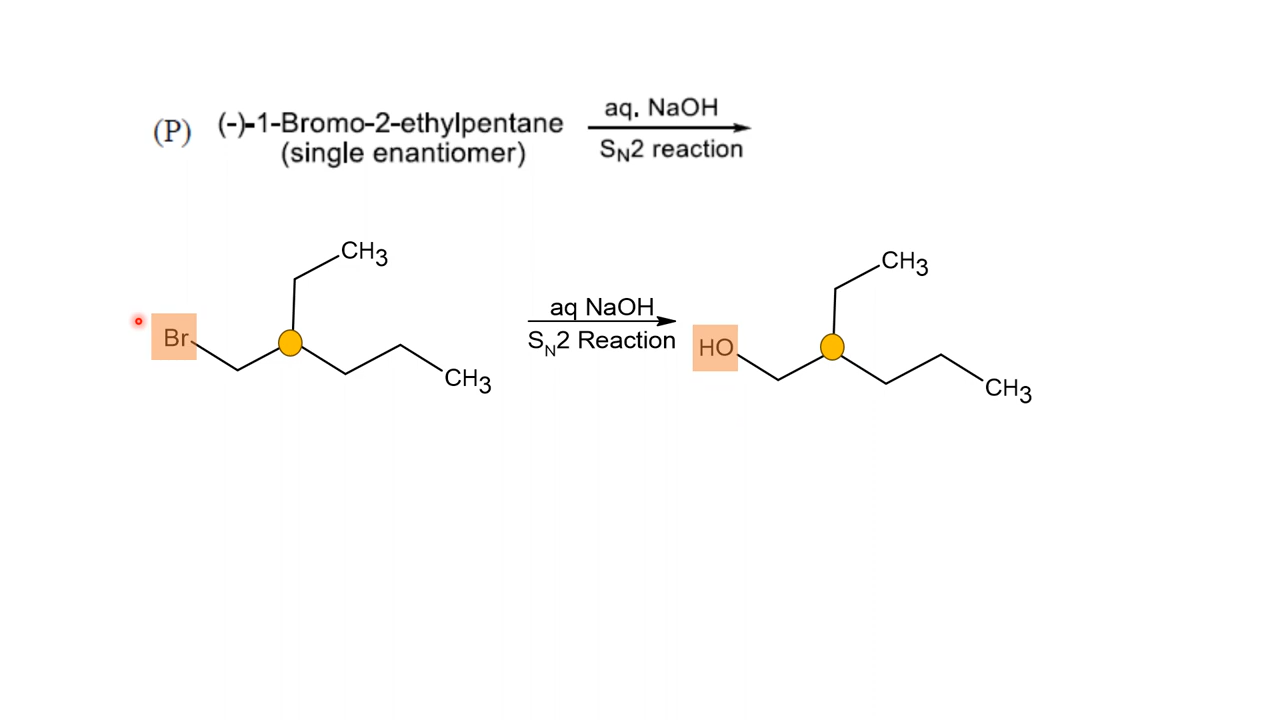 (P) (-)-1-Bromo-2-ethylpentane
(single enantiomer)
aq. NaOH
SN2 reaction
CH3
Br
CH3
aq NaOH
SN2 Reaction
CH3
HO
CH3